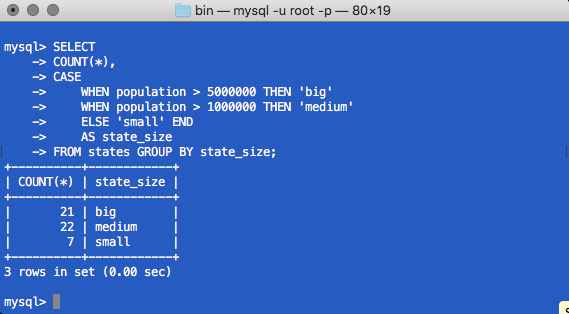 bin — mysql -u root -p — 80×19
mysql> SELECT
    -> COUNT(*),
    -> CASE
    ->     WHEN population > 5000000 THEN 'big'
    ->     WHEN population > 1000000 THEN 'medium'
    ->     ELSE 'small' END
    ->     AS state_size
    -> FROM states GROUP BY state_size;
+----------+------------+
| COUNT(*) | state_size |
+----------+------------+
|       21 | big        |
|       22 | medium     |
|        7 | small      |
+----------+------------+
3 rows in set (0.00 sec)
mysql>